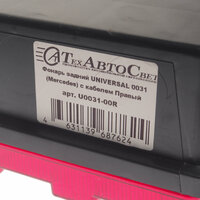 ТехАвтоСвет
Фонарь задний UNIVERSAL 0031
(Mercedes) с кабелем Правый
арт. U0031-00R
4 631139 687624